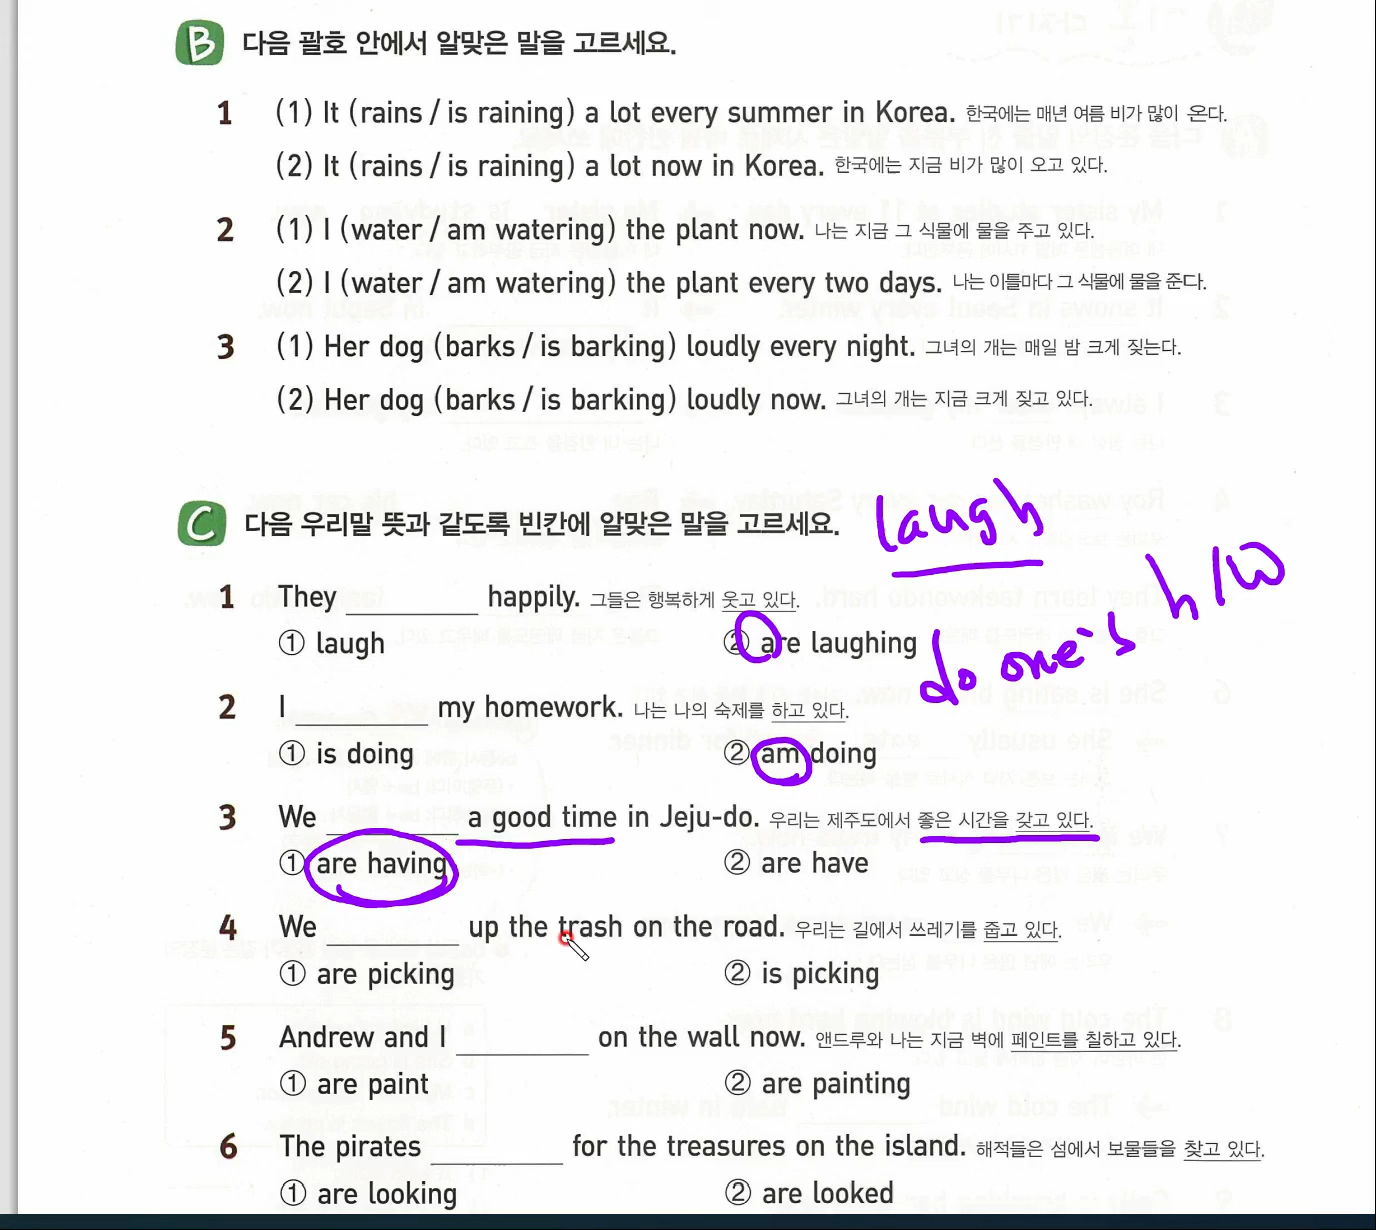 B 다음 괄호 안에서 알맞은 말을 고르세요.
1 (1) It (rains / is raining) a lot every summer in Korea. 한국에는 매년 여름 비가 많이 온다.
(2) It (rains / is raining) a lot now in Korea. 한국에는 지금 비가 많이 오고 있다.
2 (1) I (water / am watering) the plant now. 나는 지금 그 식물에 물을 주고 있다.
(2) I (water / am watering) the plant every two days. 나는 이틀마다 그 식물에 물을 준다.
3 (1) Her dog (barks / is barking) loudly every night. 그녀의 개는 매일 밤 크게 짖는다.
(2) Her dog (barks / is barking) loudly now. 그녀의 개는 지금 크게 짖고 있다.
laugh
C 다음 우리말 뜻과 같도록 빈칸에 알맞은 말을 고르세요.
1 They ________ happily. 그들은 행복하게 웃고 있다.
① laugh ② are laughing
do one's h/w
2 I ________ my homework. 나는 나의 숙제를 하고 있다.
① is doing ② am doing
3 We ________ a good time in Jeju-do. 우리는 제주도에서 좋은 시간을 갖고 있다.
① are having ② are have
4 We ________ up the trash on the road. 우리는 길에서 쓰레기를 줍고 있다.
① are picking ② is picking
5 Andrew and I ________ on the wall now. 앤드루와 나는 지금 벽에 페인트를 칠하고 있다.
① are paint ② are painting
6 The pirates ________ for the treasures on the island. 해적들은 섬에서 보물들을 찾고 있다.
① are looking ② are looked